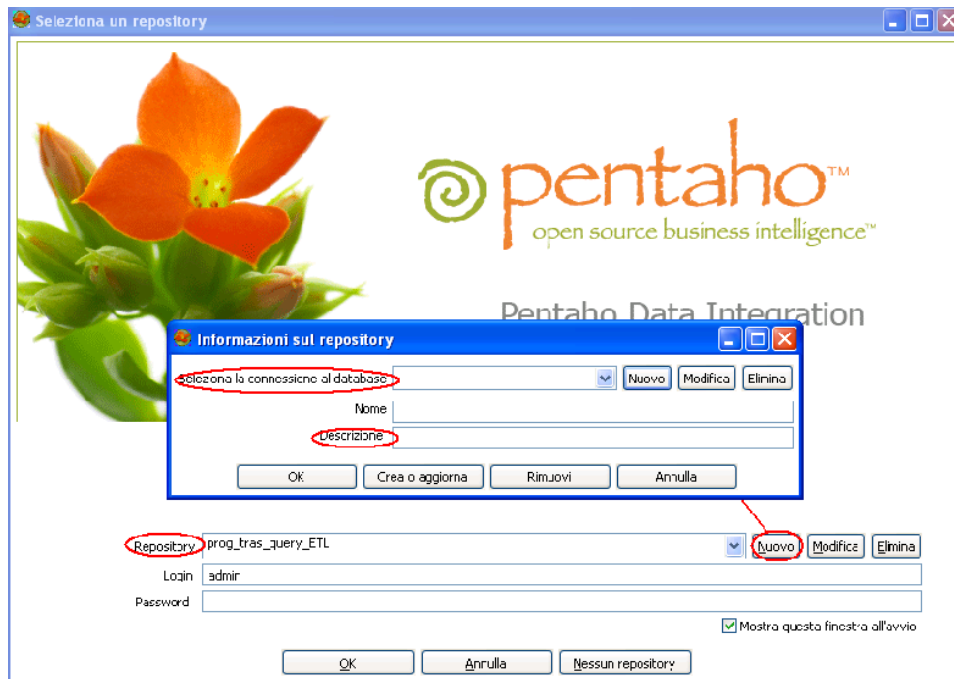 Seleziona un repository
pentaho™
open source business intelligence™
Pentaho Data Integration
Informazioni sul repository
Seleziona la connessione al database Nuovo Modifica Elimina
Nome
Descrizione
OK Crea o aggiorna Rimuovi Annulla
Repository prog_tras_query_ETL Nuovo Modifica Elimina
Login admin
Password
Mostra questa finestra all'avvio
OK Annulla Nessun repository